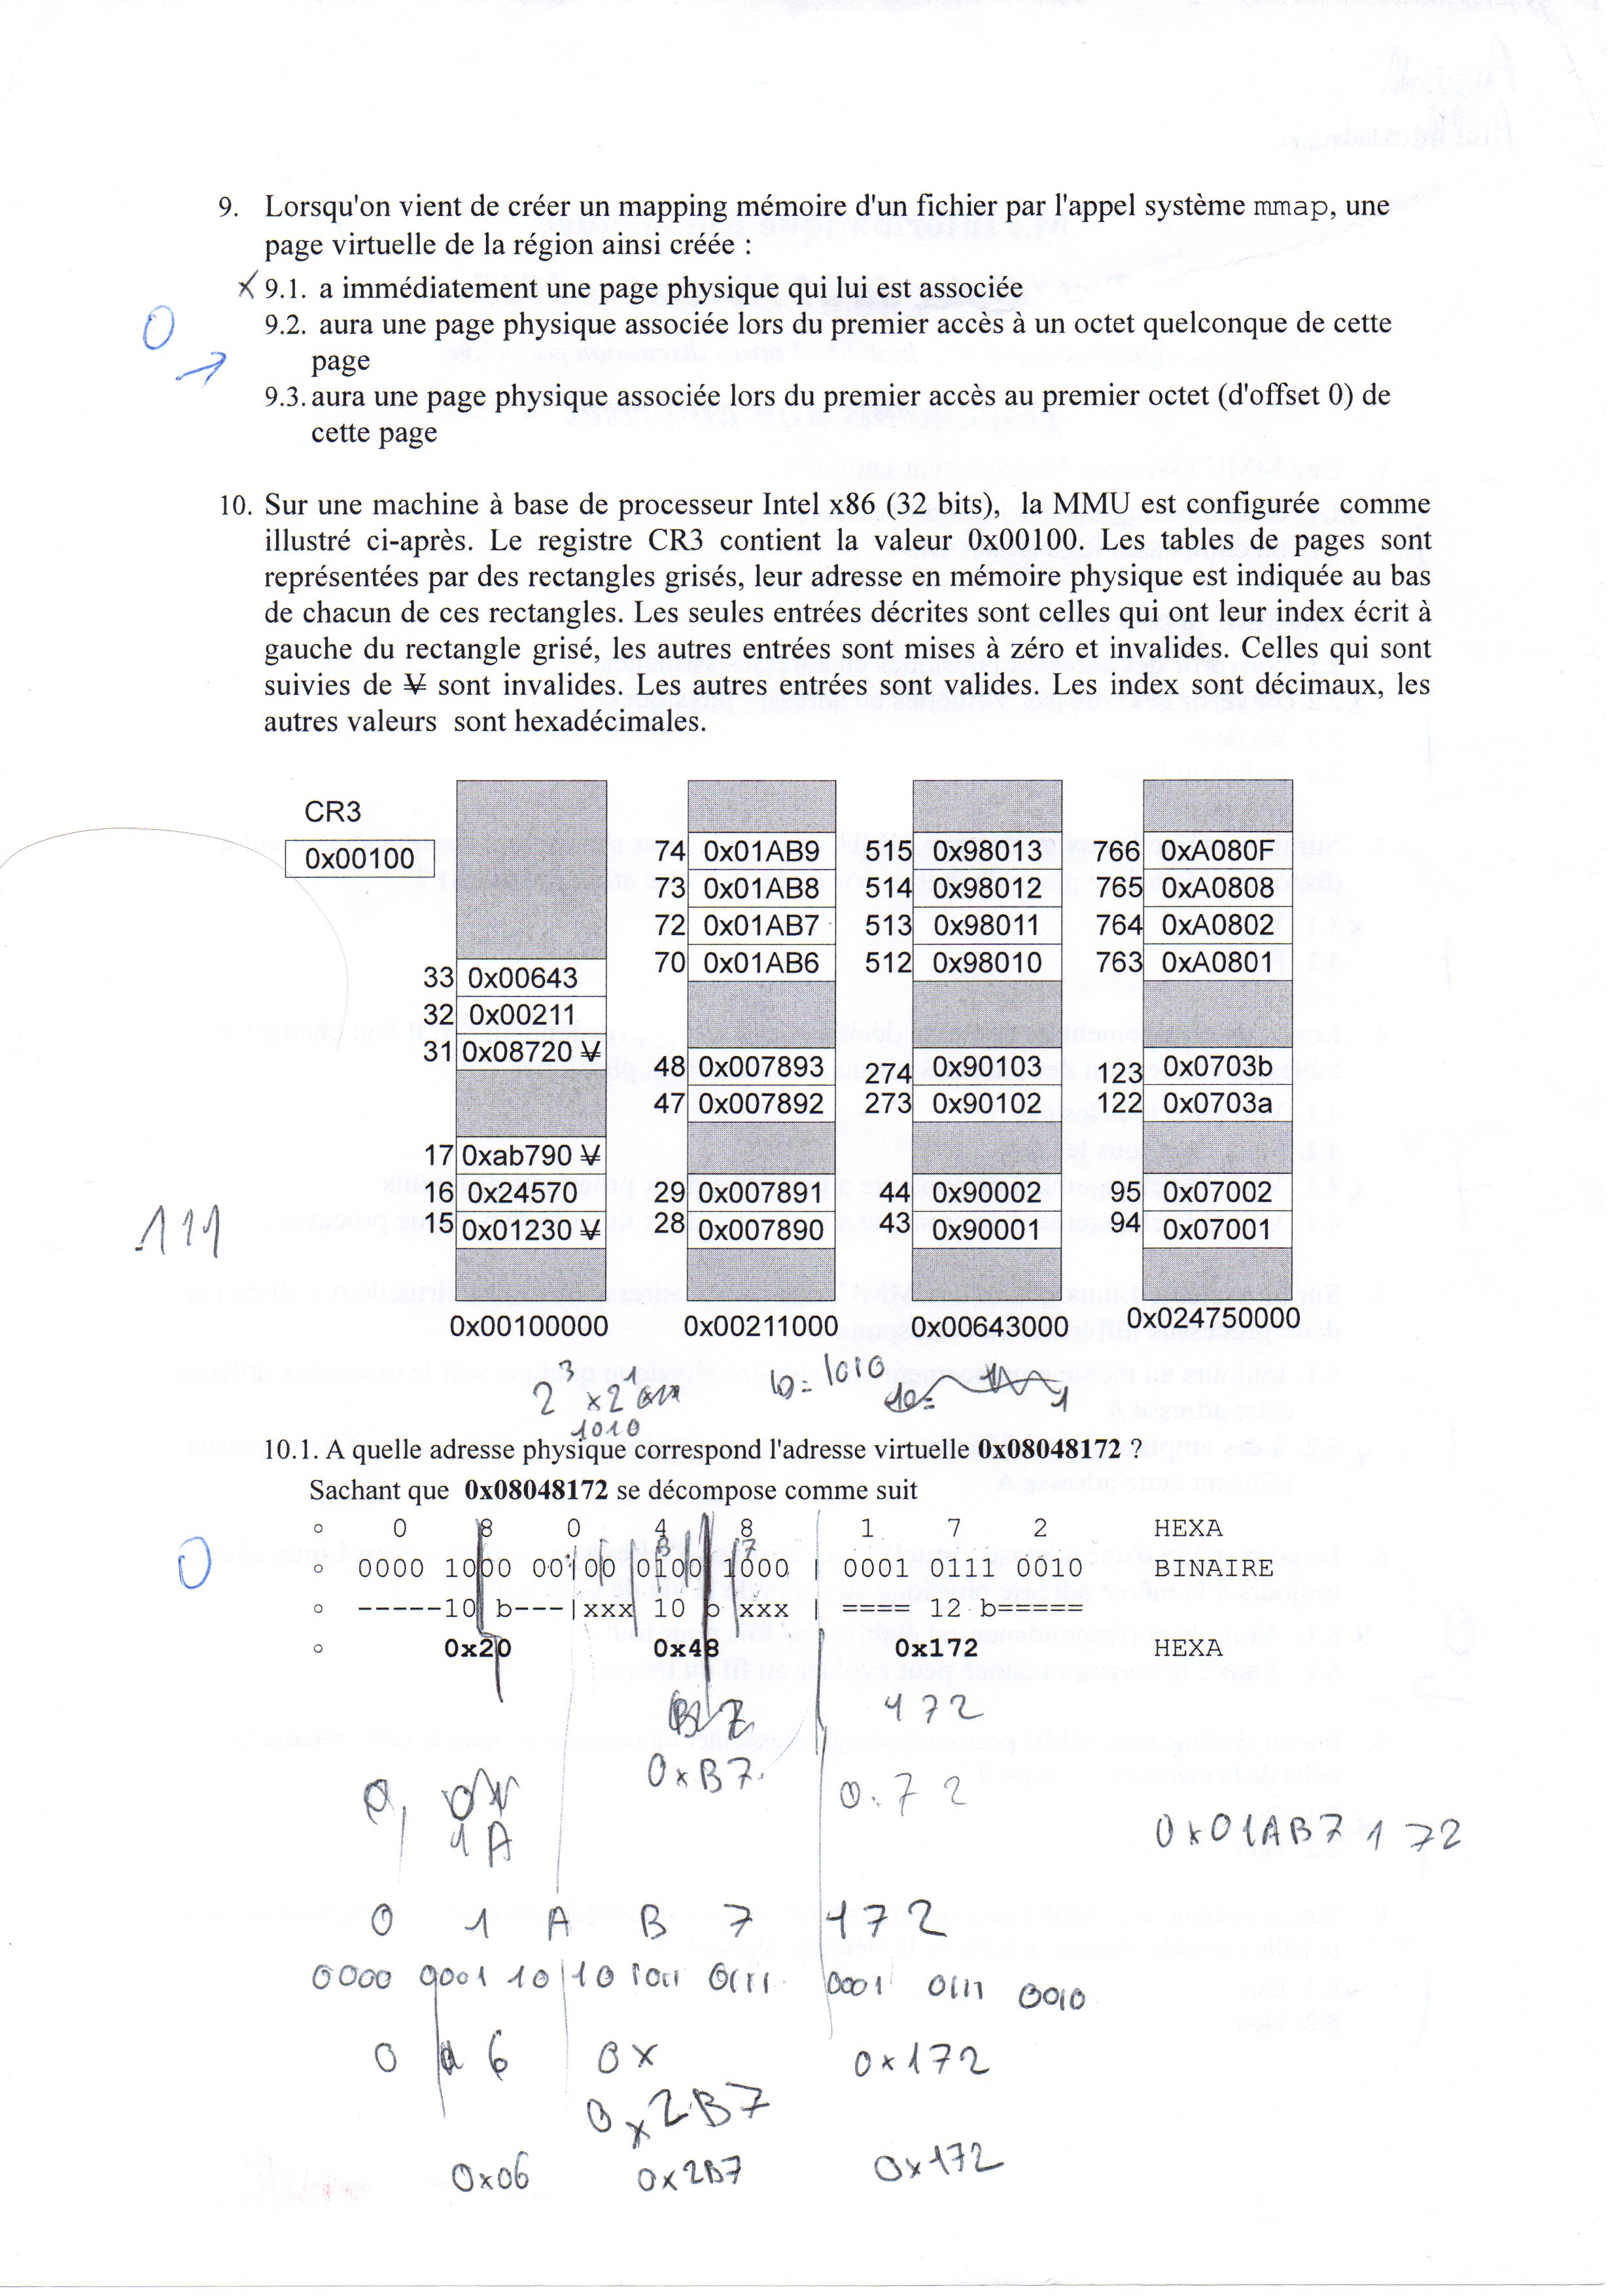 9. Lorsqu'on vient de créer un mapping mémoire d'un fichier par l'appel système mmap, une
page virtuelle de la région ainsi créée :
X 9.1. a immédiatement une page physique qui lui est associée
0
9.2. aura une page physique associée lors du premier accès à un octet quelconque de cette
page
9.3. aura une page physique associée lors du premier accès au premier octet (d'offset 0) de
cette page
10. Sur une machine à base de processeur Intel x86 (32 bits), la MMU est configurée comme
illustré ci-après. Le registre CR3 contient la valeur 0x00100. Les tables de pages sont
représentées par des rectangles grisés, leur adresse en mémoire physique est indiquée au bas
de chacun de ces rectangles. Les seules entrées décrites sont celles qui ont leur index écrit à
gauche du rectangle grisé, les autres entrées sont mises à zéro et invalides. Celles qui sont
suivies de V sont invalides. Les autres entrées sont valides. Les index sont décimaux, les
autres valeurs sont hexadécimales.
CR3
0x00100
33 0x00643
32 0x00211
31 0x08720 V
17 0xab790 V
16 0x24570
15 0x01230 V
0x00100000
74 0x01AB9
73 0x01AB8
72 0x01AB7
70 0x01AB6
48 0x007893
47 0x007892
29 0x007891
28 0x007890
0x00211000
515 0x98013
514 0x98012
513 0x98011
512 0x98010
274 0x90103
273 0x90102
44 0x90002
43 0x90001
0x00643000
766 0xA080F
765 0xA0808
764 0xA0802
763 0xA0801
123 0x0703b
122 0x0703a
95 0x07002
94 0x07001
0x024750000
111
1010
10.1. A quelle adresse physique correspond l'adresse virtuelle 0x08048172 ?
Sachant que 0x08048172 se décompose comme suit
0
0 8 0 4 8 1 7 2 HEXA
0000 1000 00|00 0100 1000 | 0001 0111 0010 BINAIRE
-----10 b---|xxx 10 b xxx | ==== 12 b===== 
0x20 0x48 0x172 HEXA
172
0xB7
0.72
1A
0x01AB7 172
0 1 A B 7 172
0000 0001 10|10 1011 0111 0001 0111 0010
0 6 0x 0x172
0x2B7
0x06 0x2B7 0x172